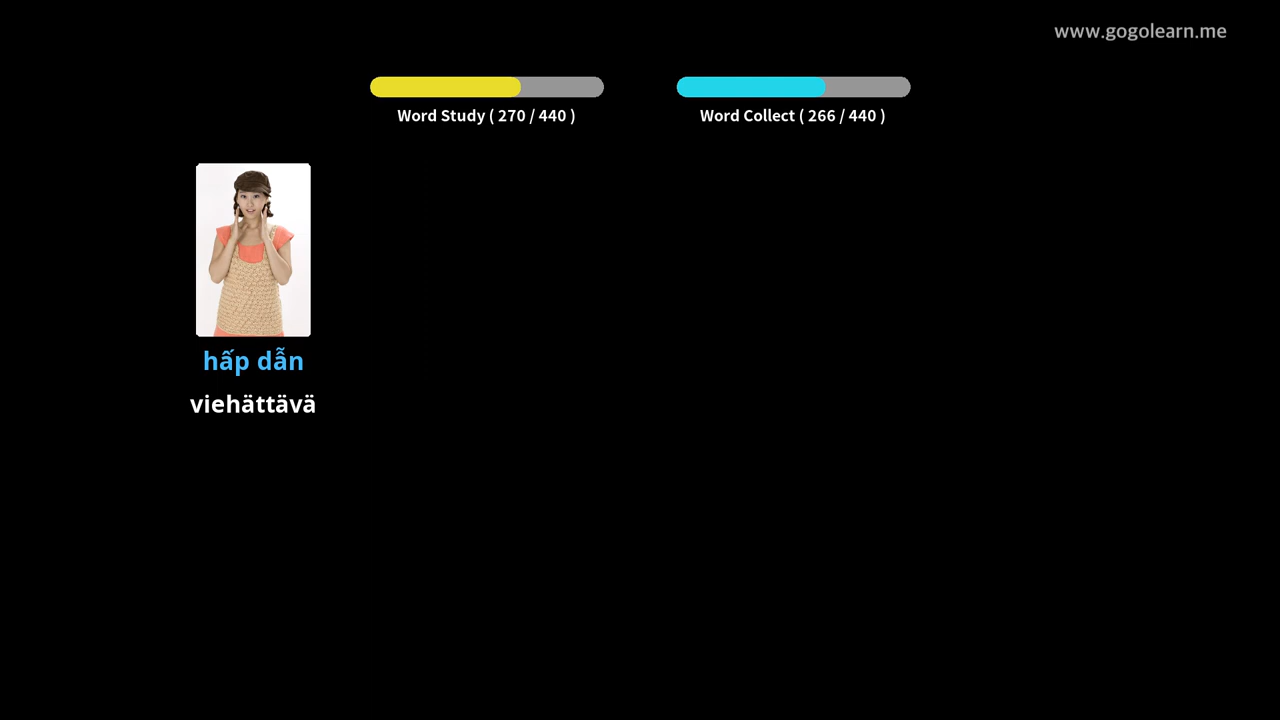 www.gogolearn.me
Word Study ( 270 / 440 )
Word Collect ( 266 / 440 )
hấp dẫn
viehättävä